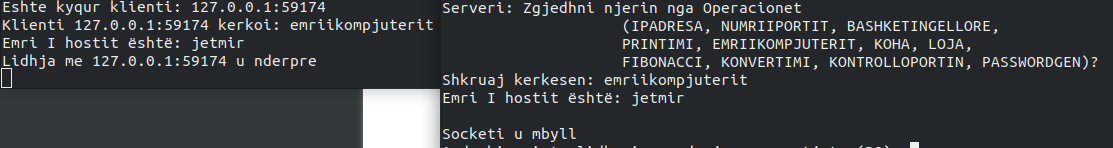 Eshte kyqur klienti: 127.0.0.1:59174
Klienti 127.0.0.1:59174 kerkoi: emriikompjuterit
Emri I hostit është: jetmir
Lidhja me 127.0.0.1:59174 u nderpre
Serveri: Zgjedhni njerin nga Operacionet
(IPADRESA, NUMRIIPORTIT, BASHKETINGELLORE,
PRINTIMI, EMRIIKOMPJUTERIT, KOHA, LOJA,
FIBONACCI, KONVERTIMI, KONTROLLOPORTIN, PASSWORDGEN)?
Shkruaj kerkesen: emriikompjuterit
Emri I hostit është: jetmir
Socketi u mbyll